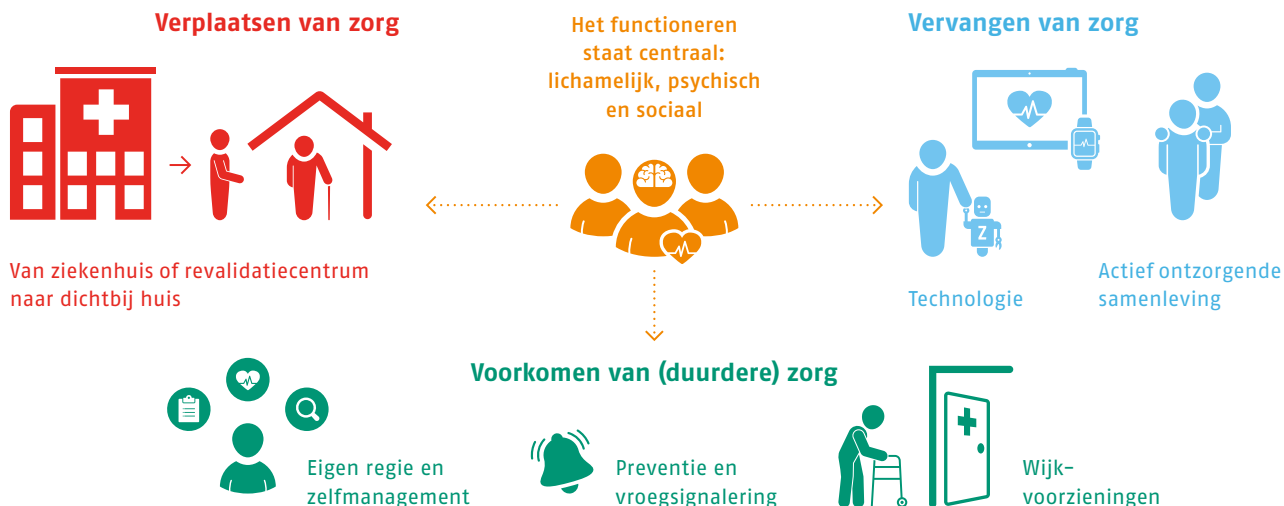 Verplaatsen van zorg
Het functioneren
staat centraal:
lichamelijk, psychisch
en sociaal
Vervangen van zorg
Z
Van ziekenhuis of revalidatiecentrum
naar dichtbij huis
Technologie
Actief ontzorgende
samenleving
Voorkomen van (duurdere) zorg
Eigen regie en
zelfmanagement
Preventie en
vroegsignalering
Wijk-
voorzieningen